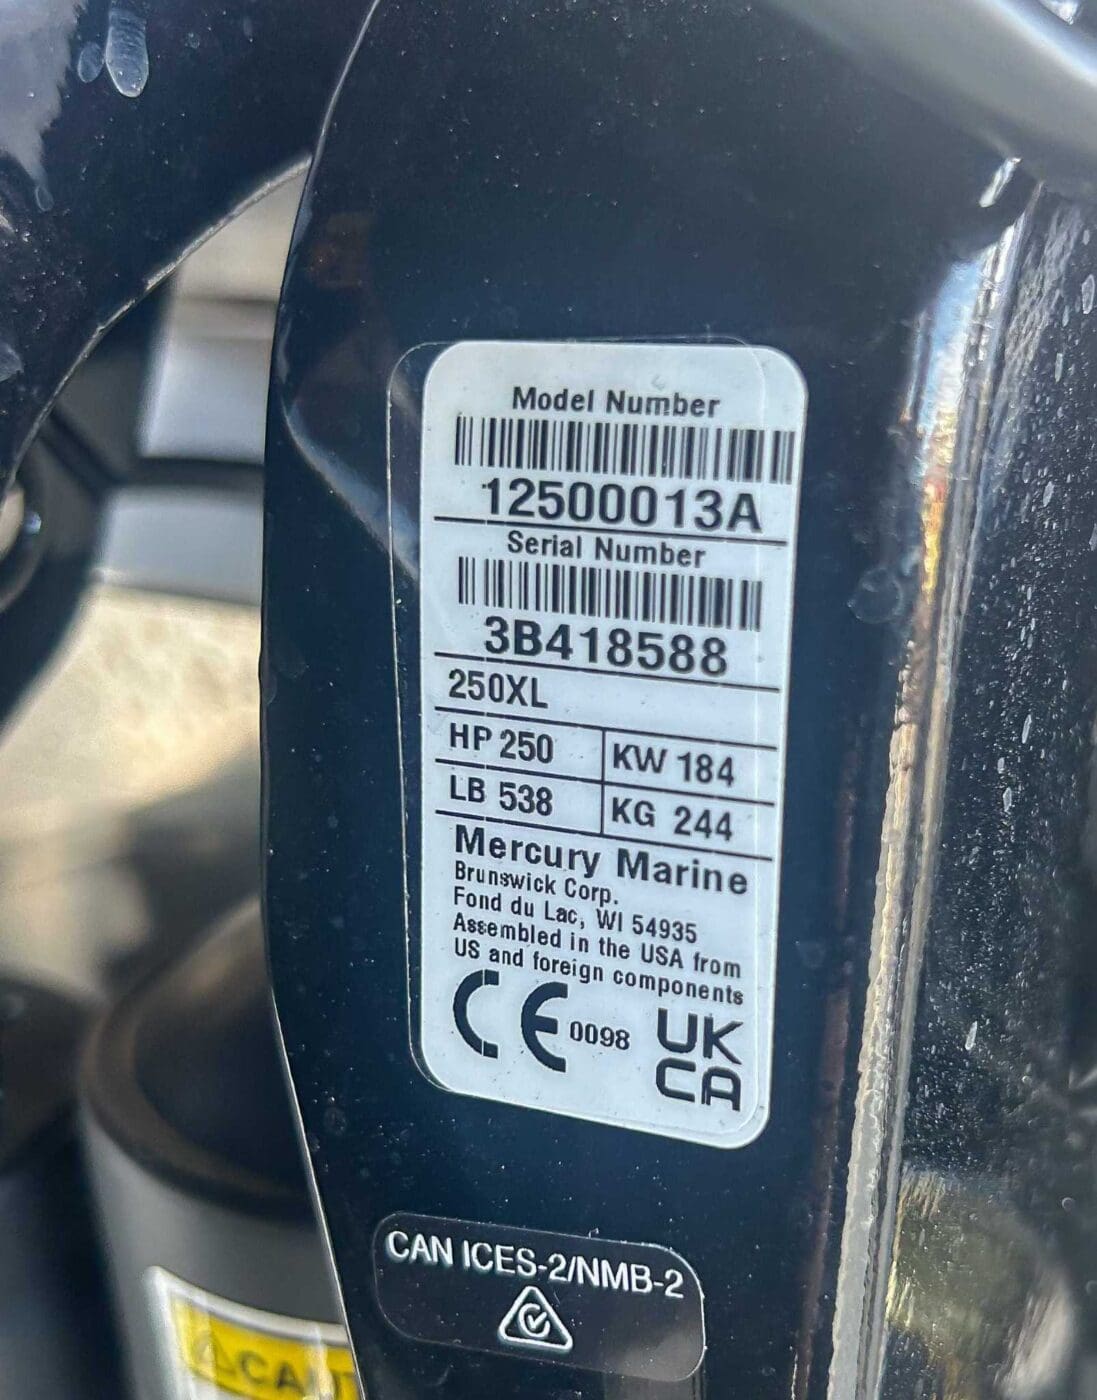 Model Number
12500013A
Serial Number
3B418588
250XL
HP 250 KW 184
LB 538 KG 244
Mercury Marine
Brunswick Corp.
Fond du Lac, WI 54935
Assembled in the USA from
US and foreign components
CE 0098 UK
CA
CAN ICES-2/NMB-2